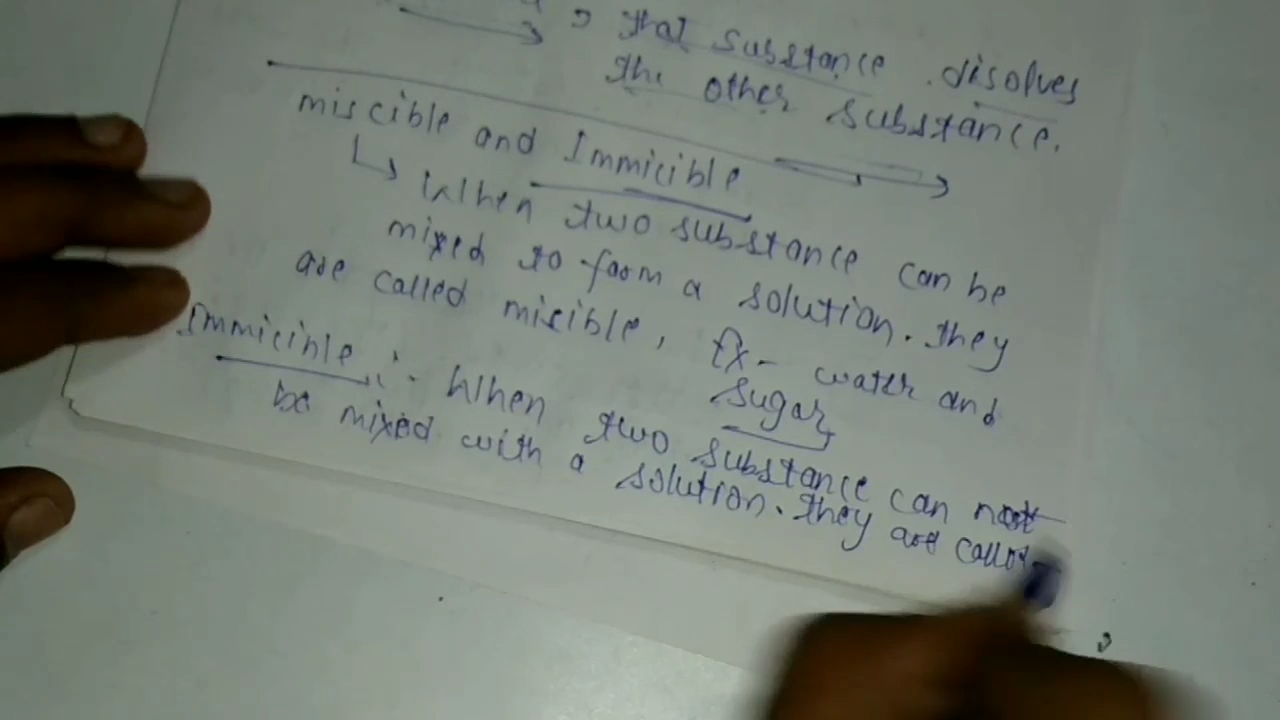 that substance disolves
the other substance.
miscible and Immicible
When two substance can be
mixed to form a solution. They
are called micible, Ex- water and
sugar
Immicible :- When two substance can not
be mixed with a solution. They are called